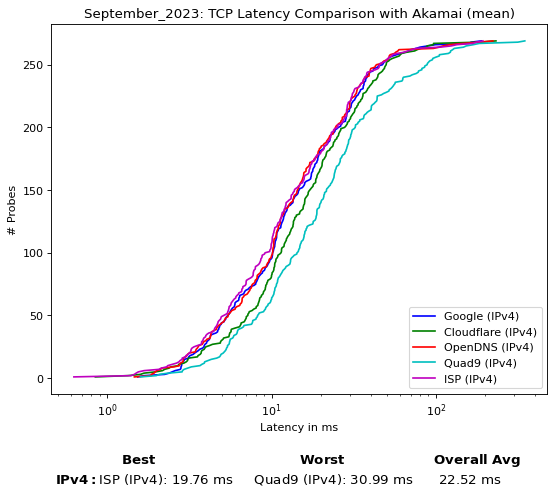 September_2023: TCP Latency Comparison with Akamai (mean)
250
200
150
100
50
0
# Probes
Google (IPv4)
Cloudflare (IPv4)
OpenDNS (IPv4)
Quad9 (IPv4)
ISP (IPv4)
10⁰ 10¹ 10²
Latency in ms
Best Worst Overall Avg
IPv4: ISP (IPv4): 19.76 ms Quad9 (IPv4): 30.99 ms 22.52 ms